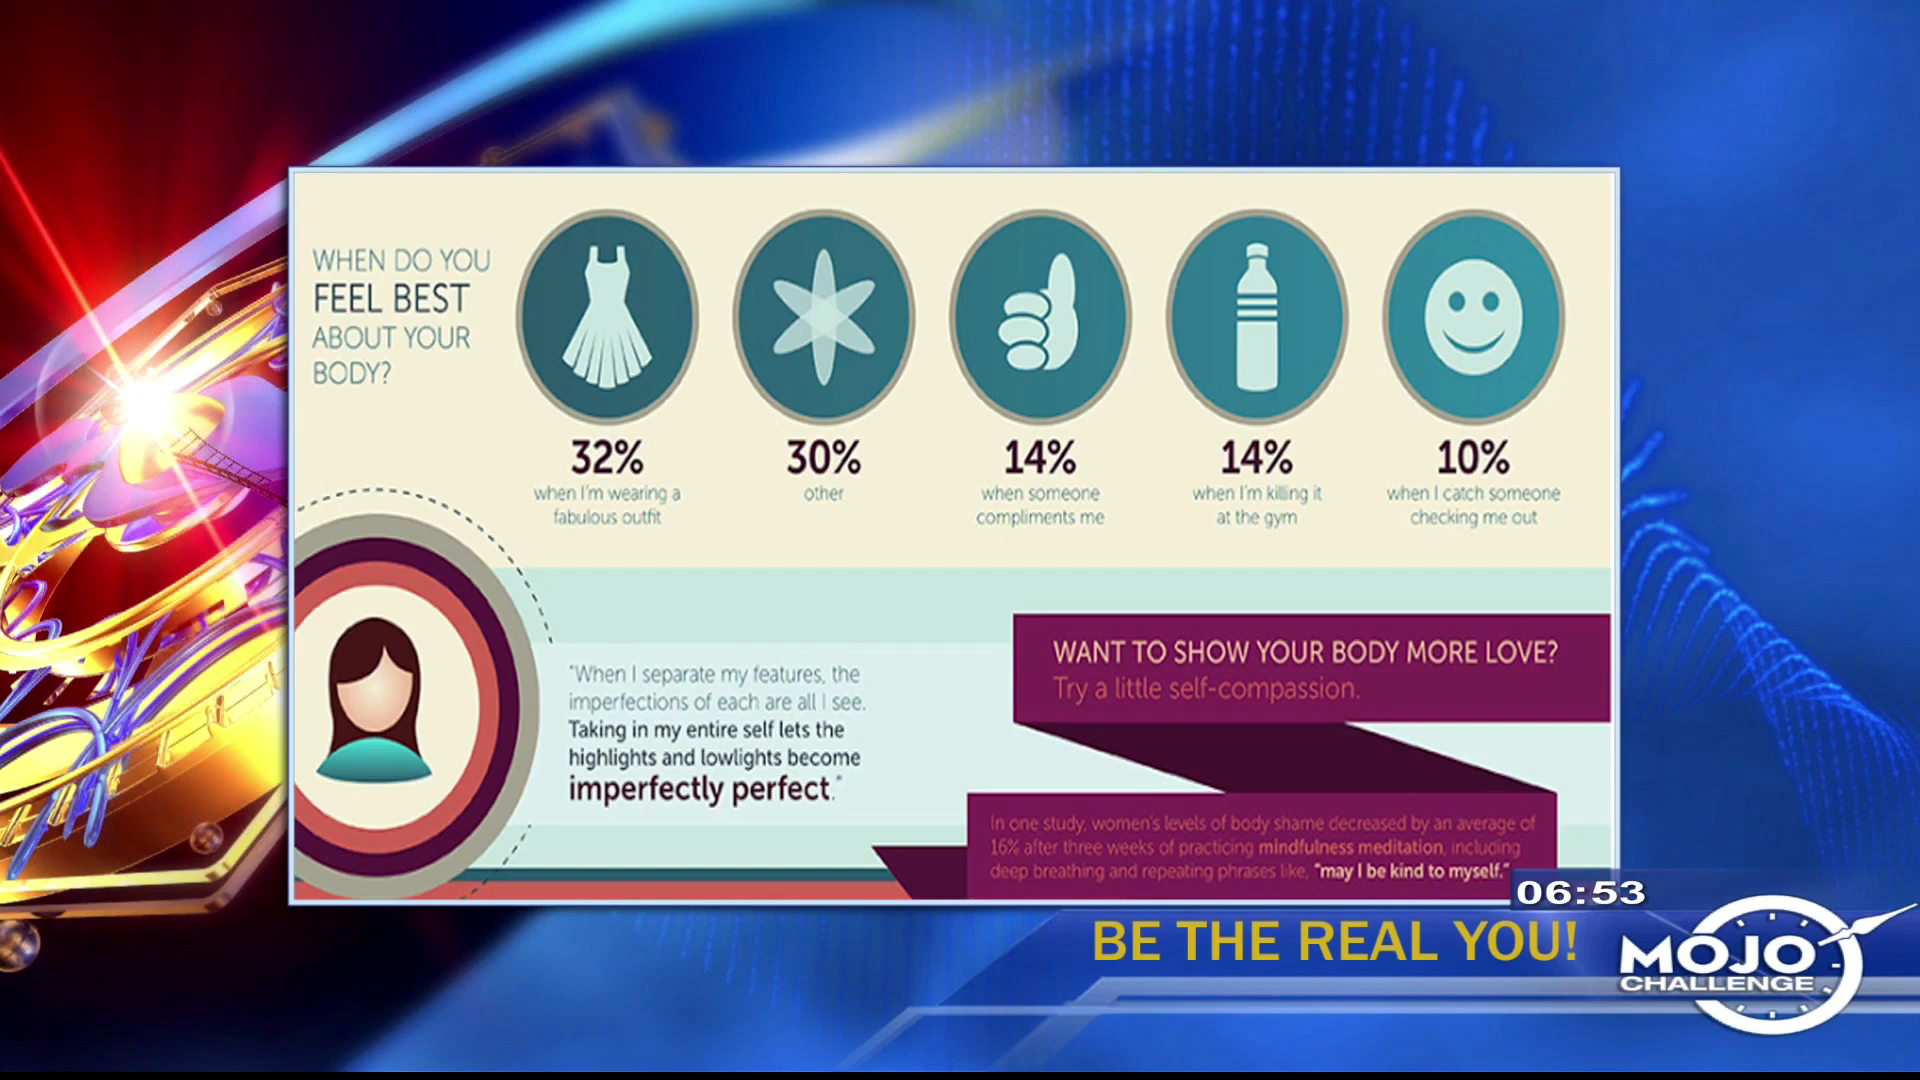 WHEN DO YOU
FEEL BEST
ABOUT YOUR
BODY?
32%
when I'm wearing a
fabulous outfit
30%
other
14%
when someone
compliments me
14%
when I'm killing it
at the gym
10%
when I catch someone
checking me out
"When I separate my features, the
imperfections of each are all I see.
Taking in my entire self lets the
highlights and lowlights become
imperfectly perfect."
WANT TO SHOW YOUR BODY MORE LOVE?
Try a little self-compassion.
In one study, women's levels of body shame decreased by an average of
16% after three weeks of practicing mindfulness meditation, including
deep breathing and repeating phrases like, "may I be kind to myself."
06:53
BE THE REAL YOU!
MOJO
CHALLENGE